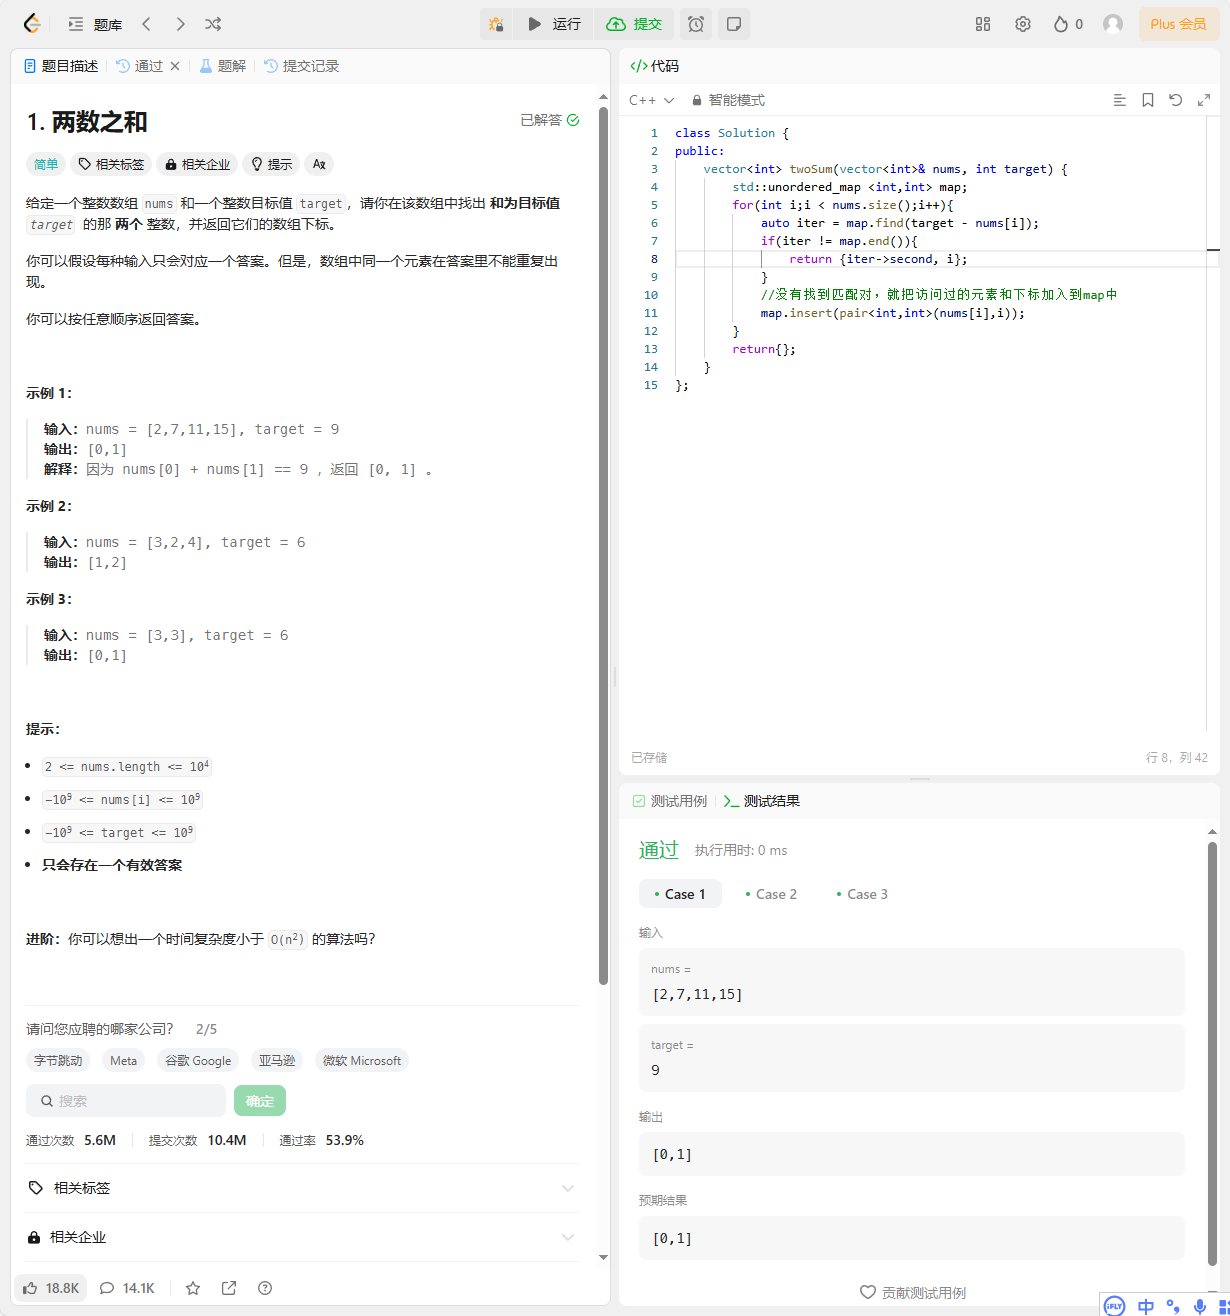 题库
运行
提交
0
Plus 会员
题目描述
通过
题解
提交记录
1. 两数之和
已解答
简单
相关标签
相关企业
提示
给定一个整数数组 nums 和一个整数目标值 target，请你在该数组中找出 和为目标值
target 的那 两个 整数，并返回它们的数组下标。
你可以假设每种输入只会对应一个答案。但是，数组中同一个元素在答案里不能重复出
现。
你可以按任意顺序返回答案。
示例 1：
输入：nums = [2,7,11,15], target = 9
输出：[0,1]
解释：因为 nums[0] + nums[1] == 9 ，返回 [0, 1] 。
示例 2：
输入：nums = [3,2,4], target = 6
输出：[1,2]
示例 3：
输入：nums = [3,3], target = 6
输出：[0,1]
提示：
2 <= nums.length <= 10⁴
-10⁹ <= nums[i] <= 10⁹
-10⁹ <= target <= 10⁹
只会存在一个有效答案
进阶：你可以想出一个时间复杂度小于 O(n²) 的算法吗？
请问您应聘的哪家公司？ 2/5
字节跳动
Meta
谷歌 Google
亚马逊
微软 Microsoft
搜索
确定
通过次数 5.6M
提交次数 10.4M
通过率 53.9%
相关标签
相关企业
18.8K
14.1K
代码
C++
智能模式
1 class Solution {
2 public:
3 vector<int> twoSum(vector<int>& nums, int target) {
4 std::unordered_map <int,int> map;
5 for(int i;i < nums.size();i++){
6 auto iter = map.find(target - nums[i]);
7 if(iter != map.end()){
8 return {iter->second, i};
9 }
10 //没有找到匹配对，就把访问过的元素和下标加入到map中
11 map.insert(pair<int,int>(nums[i],i));
12 }
13 return{};
14 }
15 };
已存储
行 8，列 42
测试用例
测试结果
通过
执行用时: 0 ms
Case 1
Case 2
Case 3
输入
nums =
[2,7,11,15]
target =
9
输出
[0,1]
预期结果
[0,1]
贡献测试用例
iFLY
中